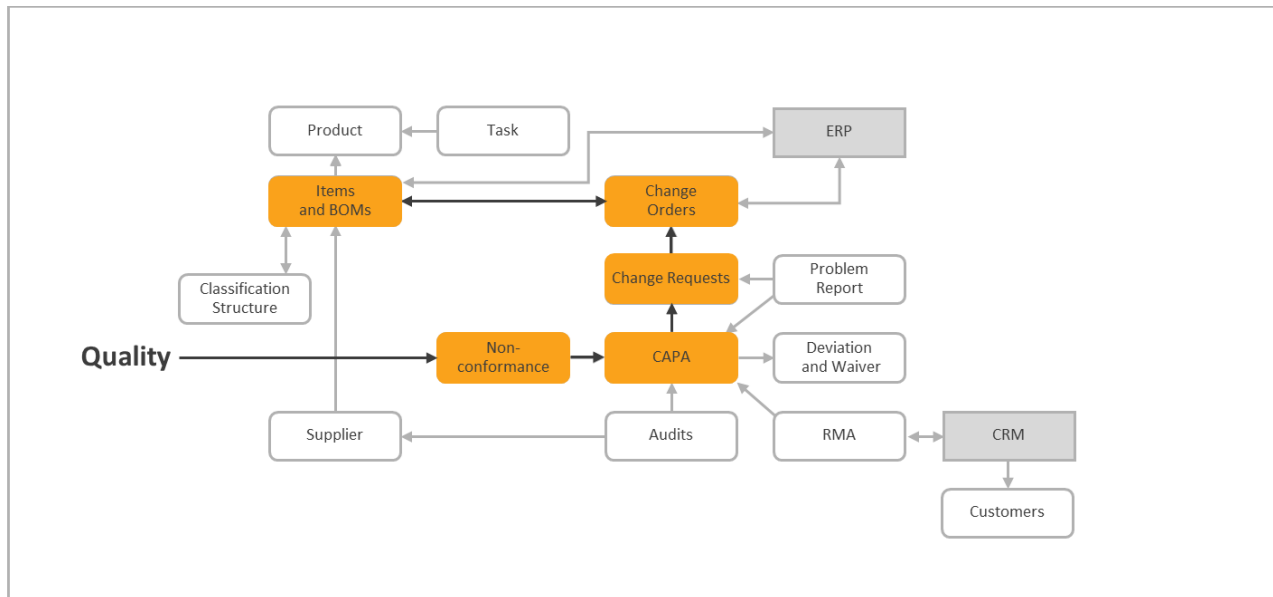 Product
Task
ERP
Items
and BOMs
Change
Orders
Classification
Structure
Change Requests
Problem
Report
Quality
Non-
conformance
CAPA
Deviation
and Waiver
Supplier
Audits
RMA
CRM
Customers